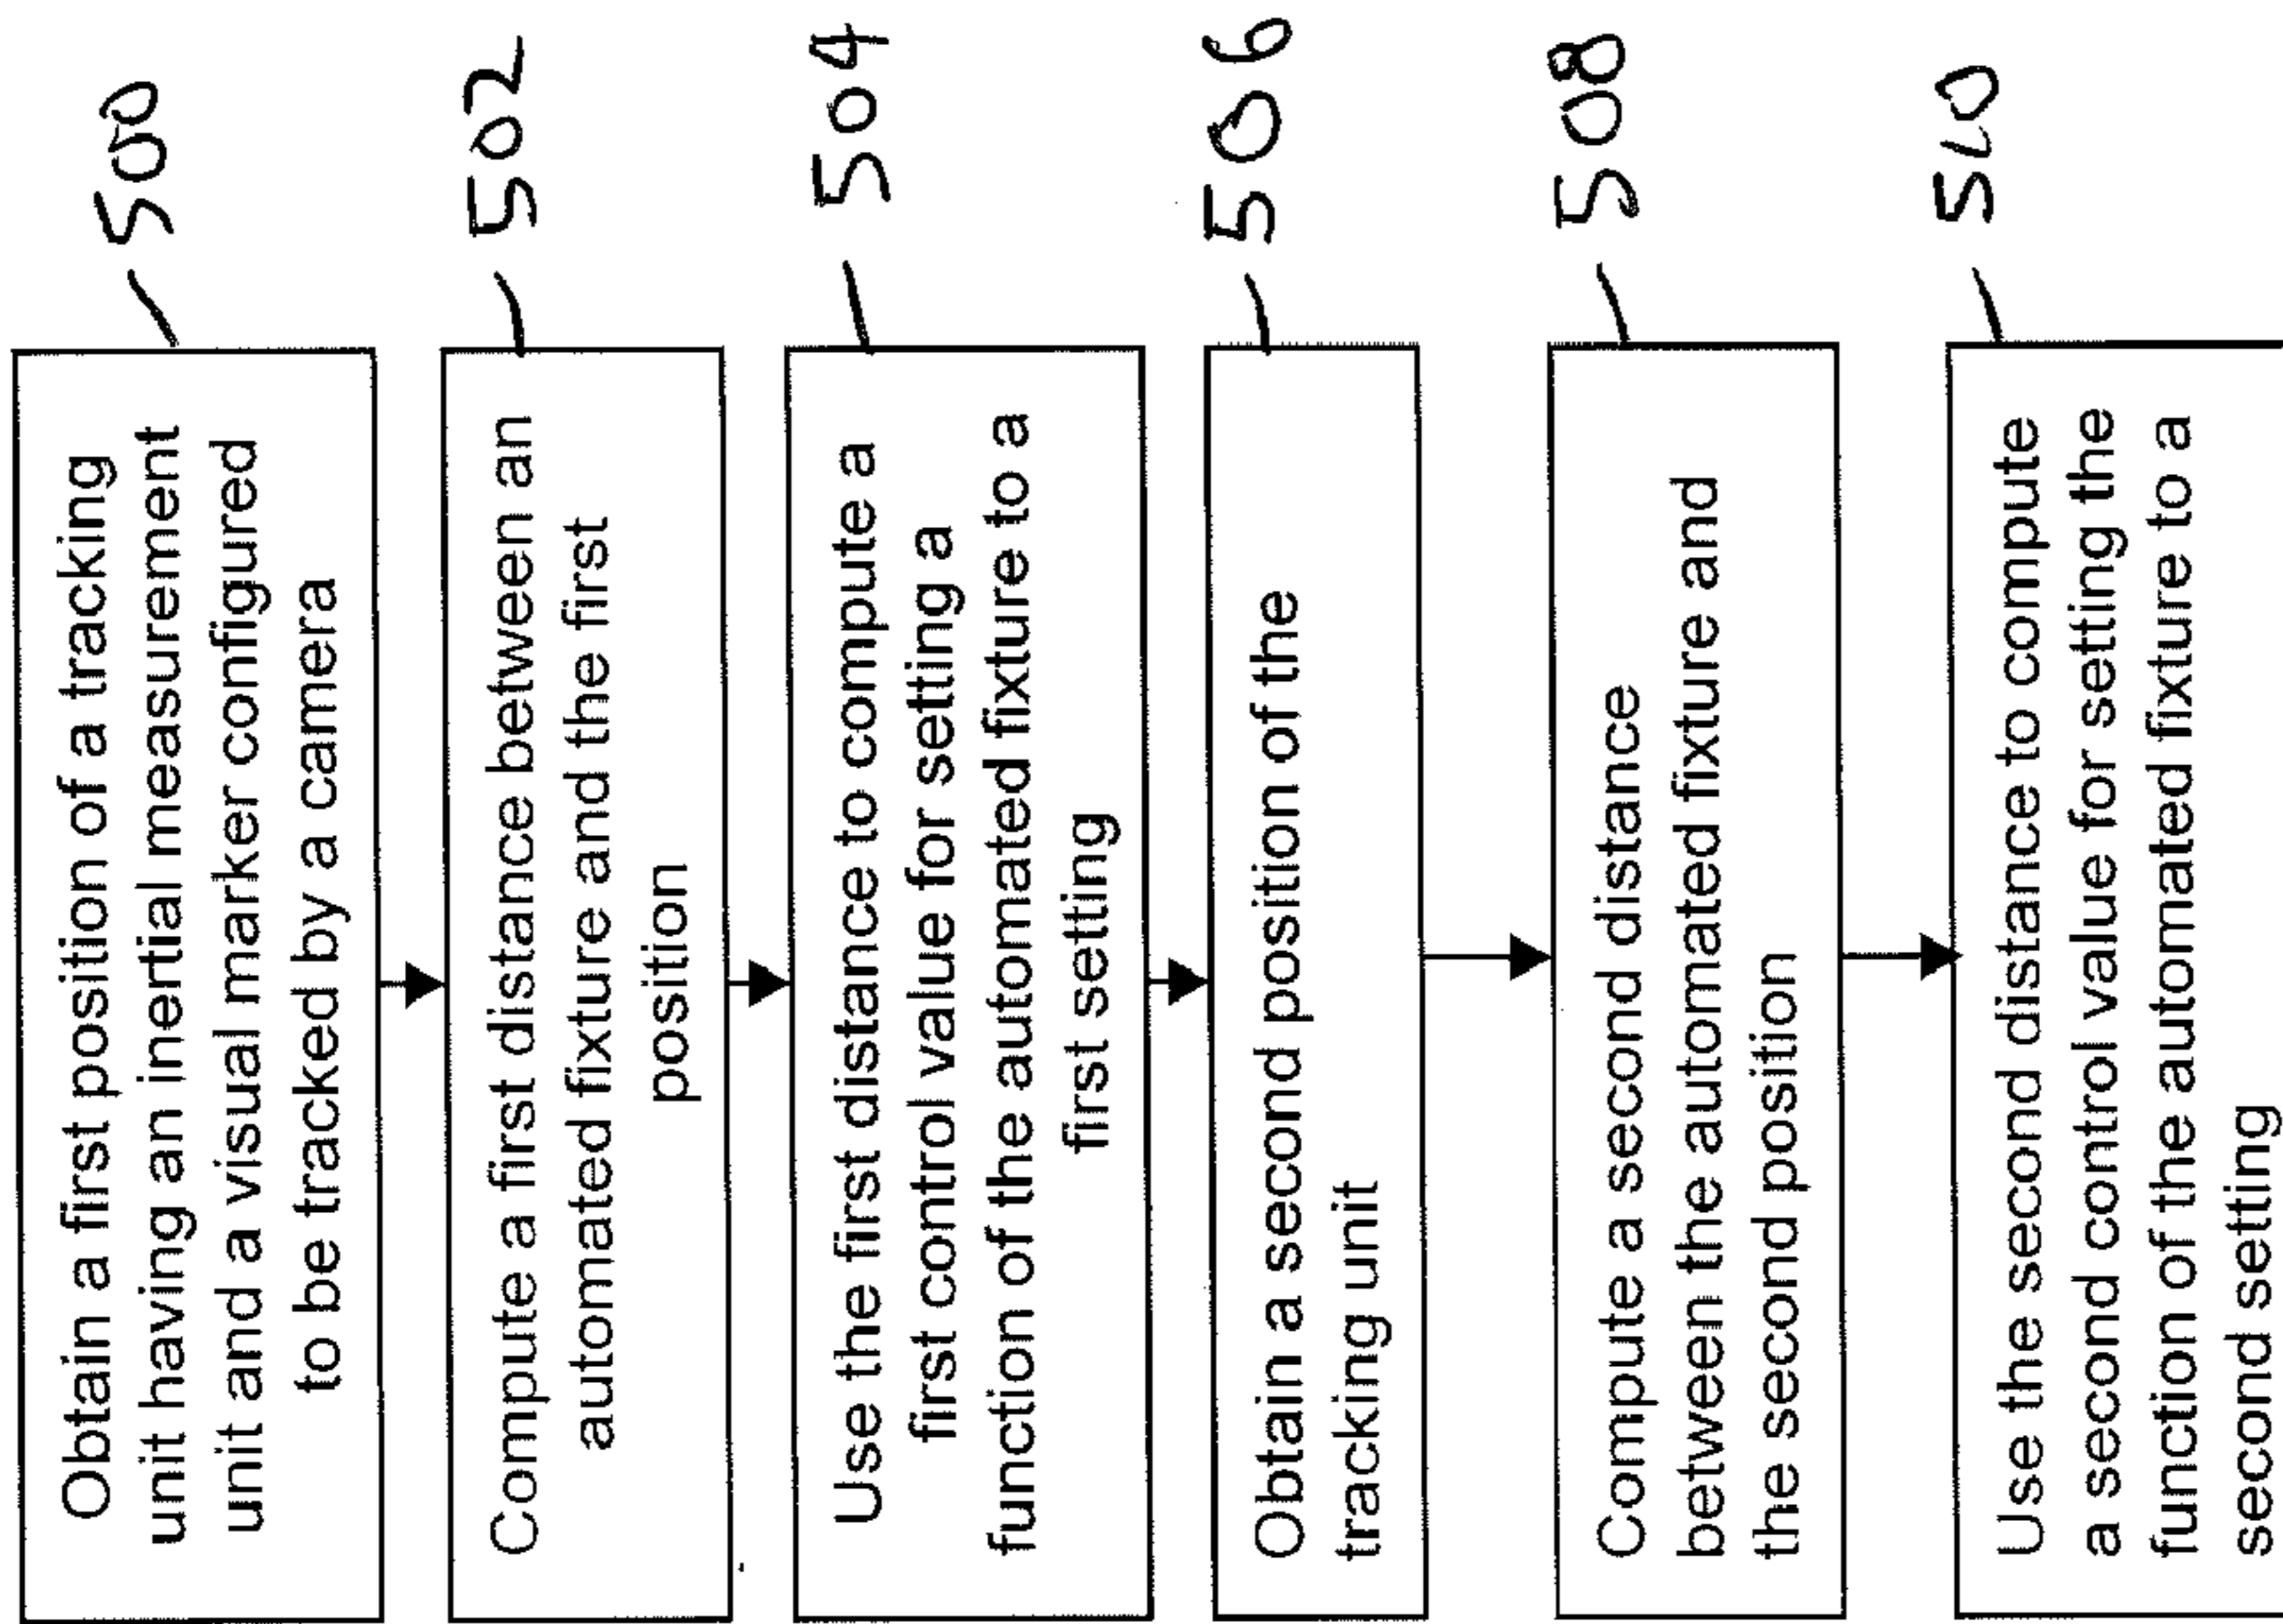 Obtain a first position of a tracking
unit having an inertial measurement
unit and a visual marker configured
to be tracked by a camera
500
Compute a first distance between an
automated fixture and the first
position
502
Use the first distance to compute a
first control value for setting a
function of the automated fixture to a
first setting
504
Obtain a second position of the
tracking unit
506
Compute a second distance
between the automated fixture and
the second position
508
Use the second distance to compute
a second control value for setting the
function of the automated fixture to a
second setting
510